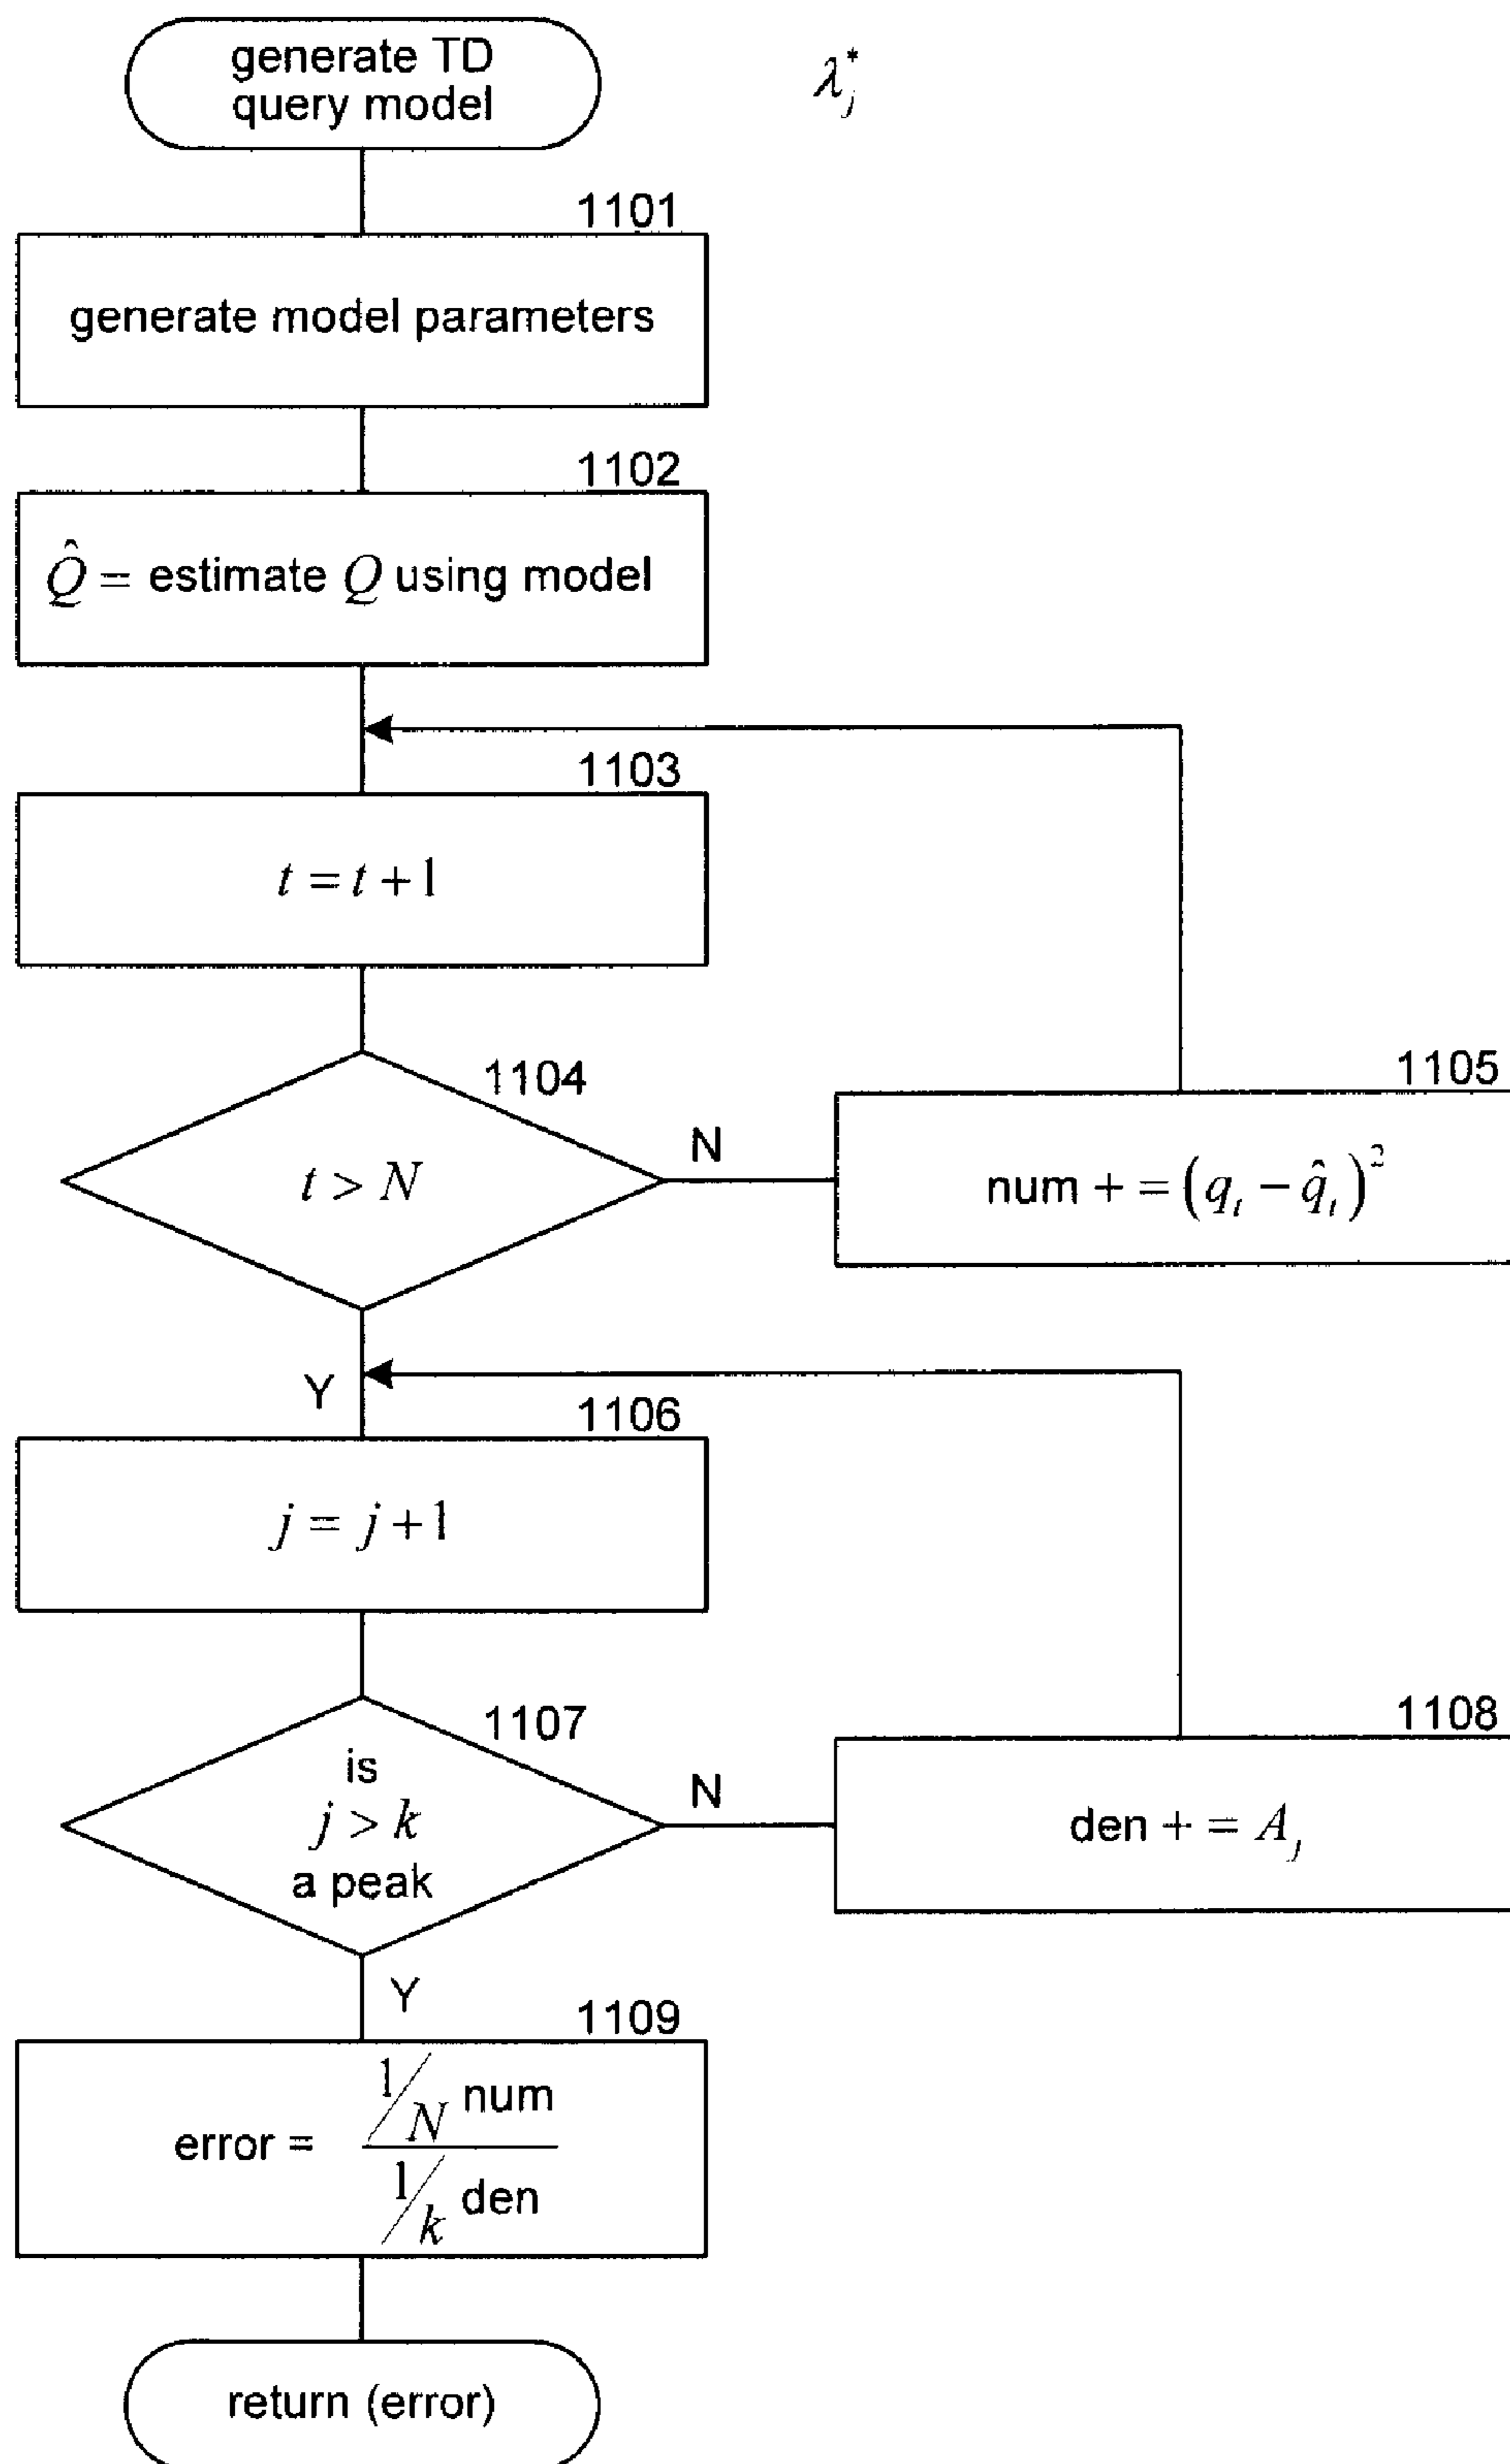 generate TD
query model
λ*j
1101
generate model parameters
1102
Q̂ = estimate Q using model
1103
t = t + 1
1104
t > N
N
1105
num + = (qt − q̂t)²
Y
1106
j = j + 1
1107
is
j > k
a peak
N
1108
den + = Aj
Y
1109
error = 1/N num
1/k den
return (error)